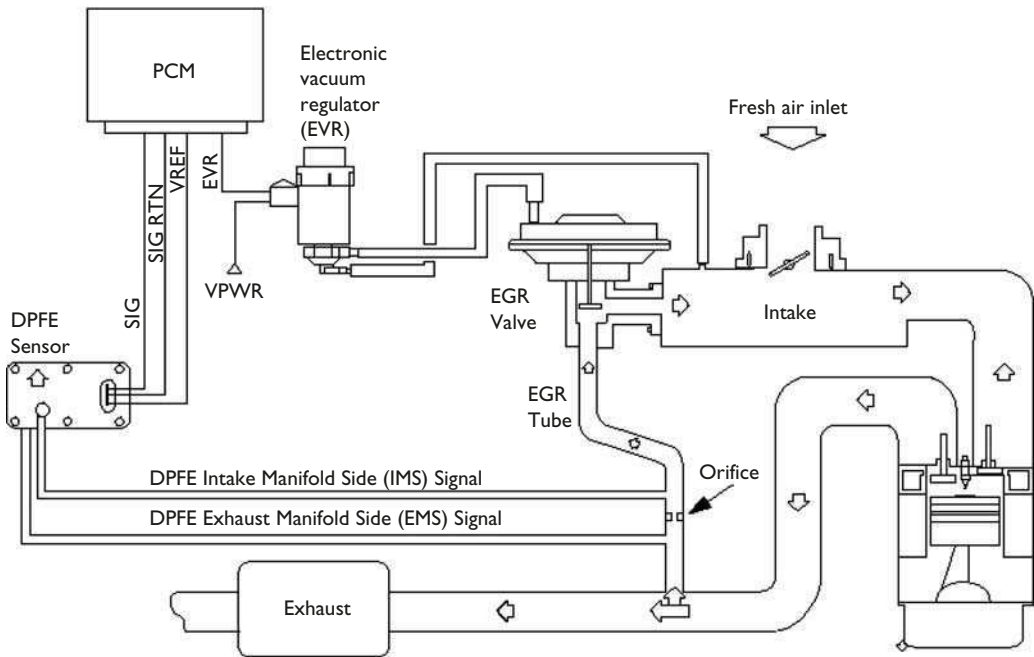 PCM
Electronic
vacuum
regulator
(EVR)
Fresh air inlet
SIG
SIG RTN
VREF
EVR
VPWR
DPFE
Sensor
EGR
Valve
Intake
EGR
Tube
DPFE Intake Manifold Side (IMS) Signal
Orifice
DPFE Exhaust Manifold Side (EMS) Signal
Exhaust